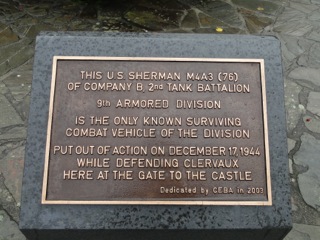 THIS U.S. SHERMAN M4A3 (76)
OF COMPANY B, 2nd TANK BATTALION
9th ARMORED DIVISION
IS THE ONLY KNOWN SURVIVING
COMBAT VEHICLE OF THE DIVISION
PUT OUT OF ACTION ON DECEMBER 17, 1944
WHILE DEFENDING CLERVAUX
HERE AT THE GATE TO THE CASTLE
Dedicated by CEBA in 2003